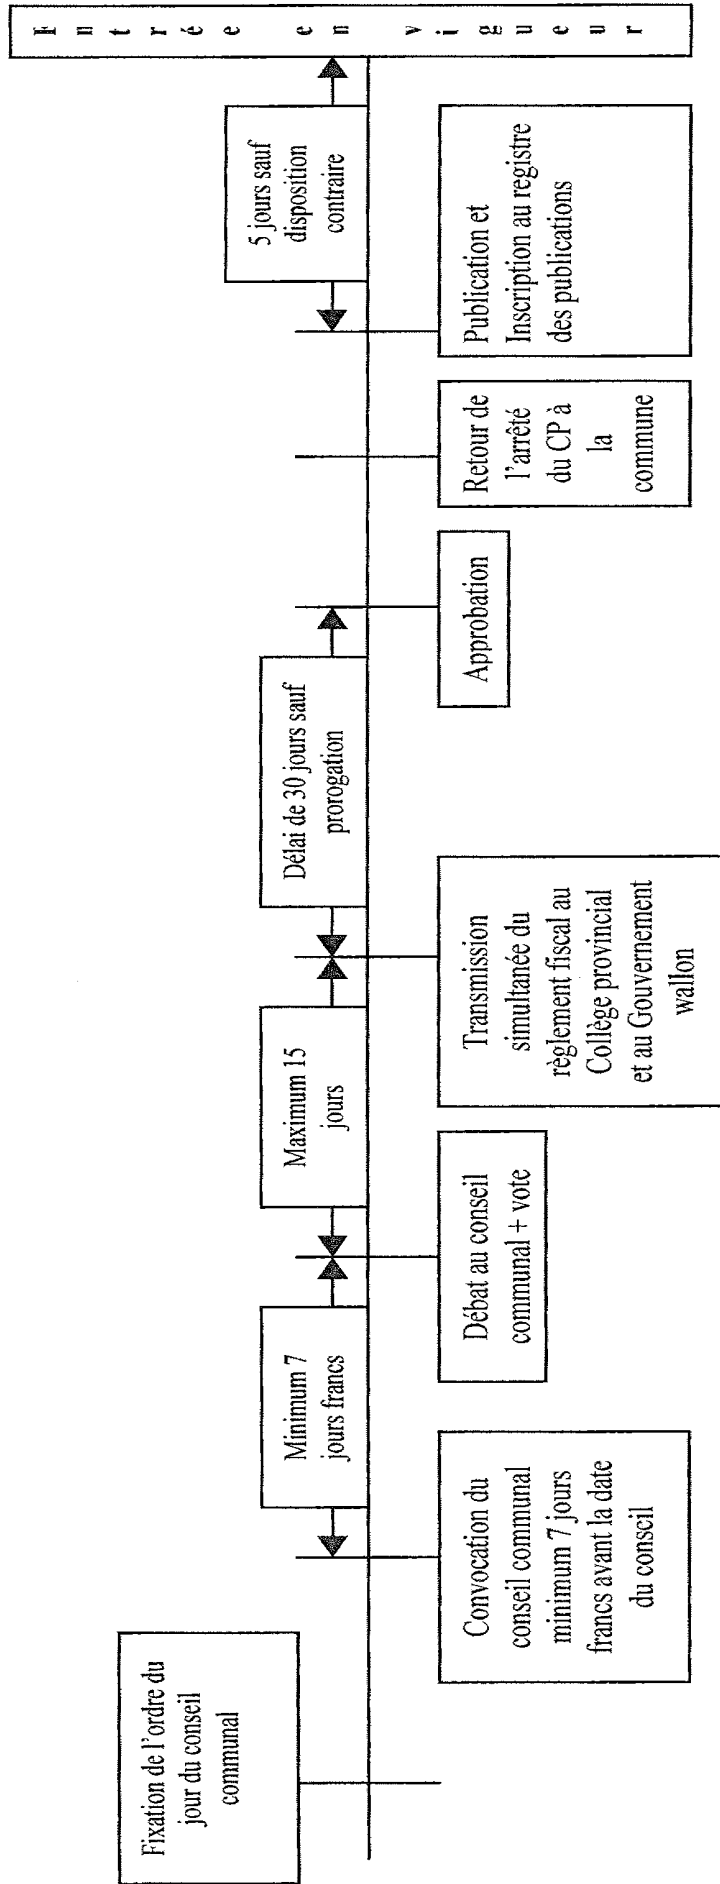 Fixation de l'ordre du
jour du conseil
communal
Convocation du
conseil communal
minimum 7 jours
francs avant la date
du conseil
Minimum 7
jours francs
Débat au conseil
communal + vote
Maximum 15
jours
Transmission
simultanée du
règlement fiscal au
Collège provincial
et au Gouvernement
wallon
Délai de 30 jours sauf
prorogation
Approbation
Retour de
l'arrêté
du CP à
la
commune
Publication et
Inscription au registre
des publications
5 jours sauf
disposition
contraire
E n t r é e e n v i g u e u r